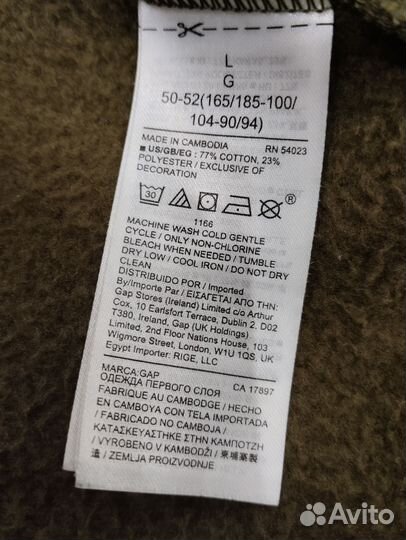 L
G
50-52(165/185-100/
104-90/94)
MADE IN CAMBODIA RN 54023
■ US/GB/EG : 77% COTTON, 23%
POLYESTER / EXCLUSIVE OF
DECORATION
30 ®
1166
MACHINE WASH COLD GENTLE
CYCLE / ONLY NON-CHLORINE
BLEACH WHEN NEEDED / TUMBLE
DRY LOW / COOL IRON / DO NOT DRY
CLEAN
DISTRIBUIDO POR / Imported
By/Importe Par / ΕΙΣΑΓΕΤΑΙ ΑΠΟ ΤΗΝ:
Gap Stores (Ireland) Limited c/o Arthur
Cox, 10 Earlsfort Terrace, Dublin 2, D02
T380, Ireland, Gap (UK Holdings)
Limited, 2nd Floor Nations House, 103
Wigmore Street, London, W1U 1QS, UK
Egypt Importer: RIGE, LLC
MARCA:GAP CA 17897
ОДЕЖДА ПЕРВОГО СЛОЯ
FABRIQUE AU CAMBODGE / HECHO
EN CAMBOYA CON TELA IMPORTADA
/ FABRICADO NO CAMBOJA /
ΚΑΤΑΣΚΕΥΑΣΤΗΚΕ ΣΤΗΝ ΚΑΜΠΟΤΖΗ
/ VYROBENO V KAMBODŽI / 柬埔寨製
造 / ZEMLJA PROIZVODNJE
Avito